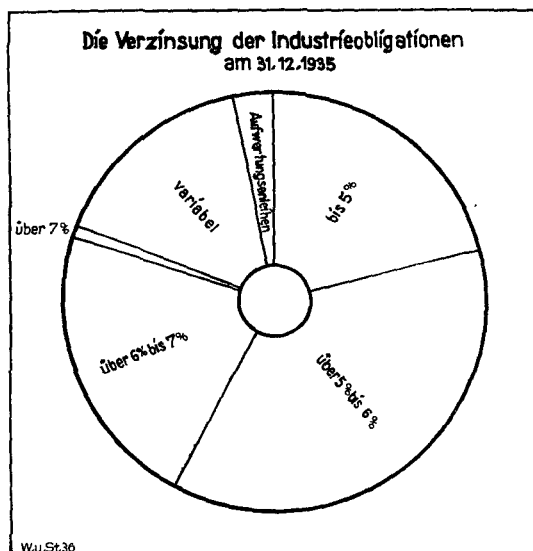 Die Verzinsung der Industrieobligationen
am 31.12.1935
Aufwertungsanleihen
bis 5%
variabel
über 7%
über 6% bis 7%
über 5% bis 6%
W.u.St.36